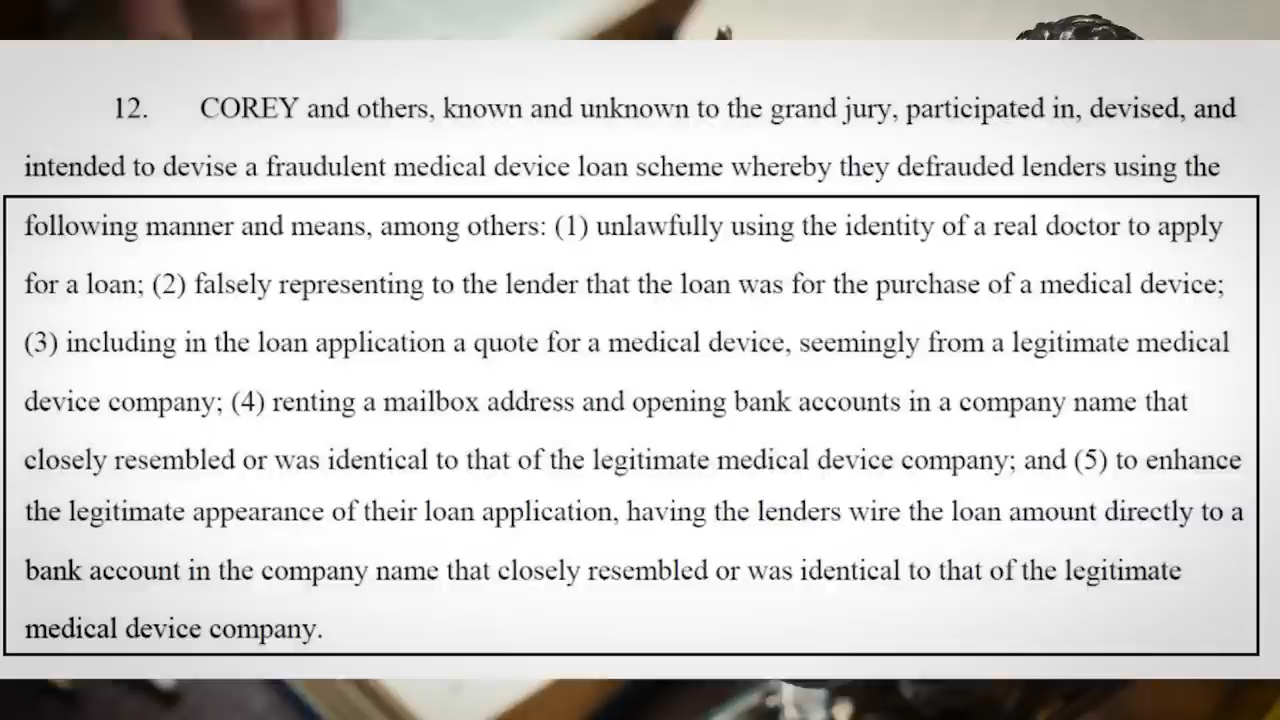 12. COREY and others, known and unknown to the grand jury, participated in, devised, and
intended to devise a fraudulent medical device loan scheme whereby they defrauded lenders using the
following manner and means, among others: (1) unlawfully using the identity of a real doctor to apply
for a loan; (2) falsely representing to the lender that the loan was for the purchase of a medical device;
(3) including in the loan application a quote for a medical device, seemingly from a legitimate medical
device company; (4) renting a mailbox address and opening bank accounts in a company name that
closely resembled or was identical to that of the legitimate medical device company; and (5) to enhance
the legitimate appearance of their loan application, having the lenders wire the loan amount directly to a
bank account in the company name that closely resembled or was identical to that of the legitimate
medical device company.